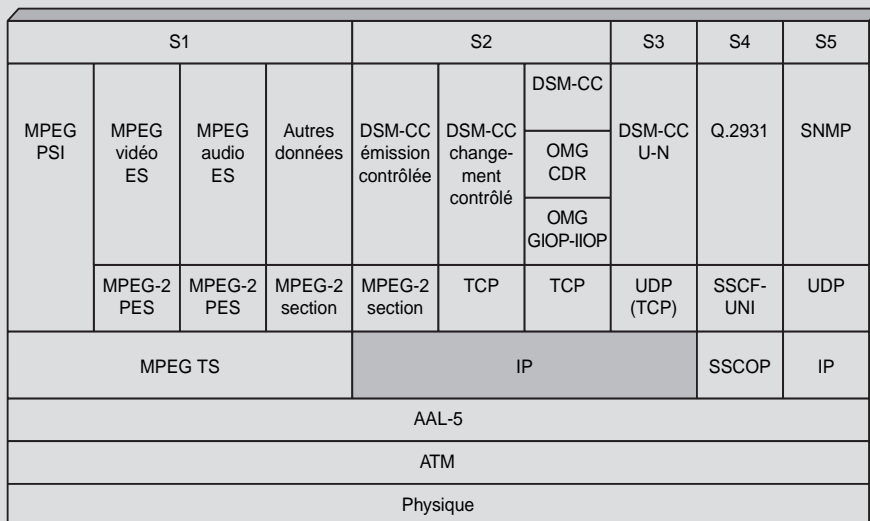 S1 S2 S3 S4 S5
MPEG
PSI
MPEG
vidéo
ES
MPEG
audio
ES
Autres
données
DSM-CC
émission
contrôlée
DSM-CC
change-
ment
contrôlé
DSM-CC
OMG
CDR
OMG
GIOP-IIOP
DSM-CC
U-N
Q.2931
SNMP
MPEG-2
PES
MPEG-2
PES
MPEG-2
section
MPEG-2
section
TCP
TCP
UDP
(TCP)
SSCF-
UNI
UDP
MPEG TS
IP
SSCOP
IP
AAL-5
ATM
Physique